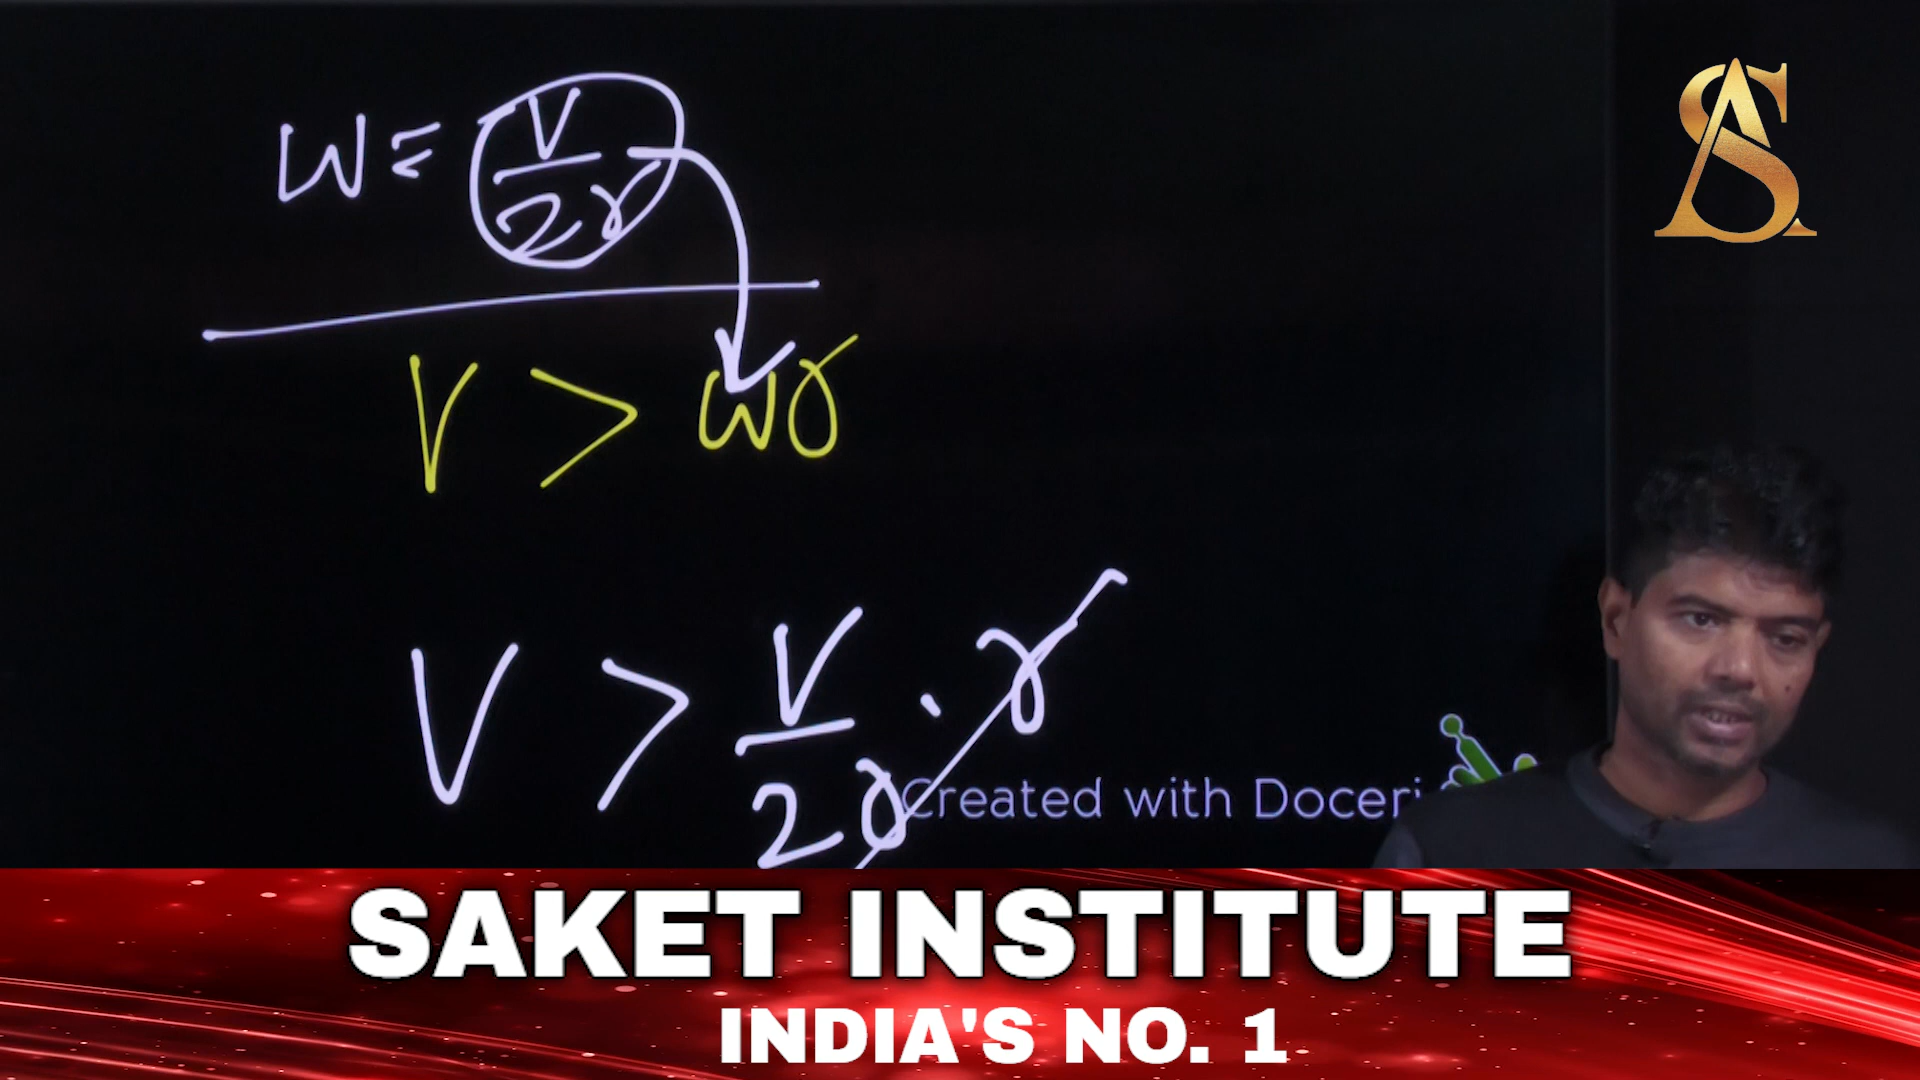 W = V/2r
V > ωr
V > V/2r · r
Created with Doceri
SAKET INSTITUTE
INDIA'S NO. 1